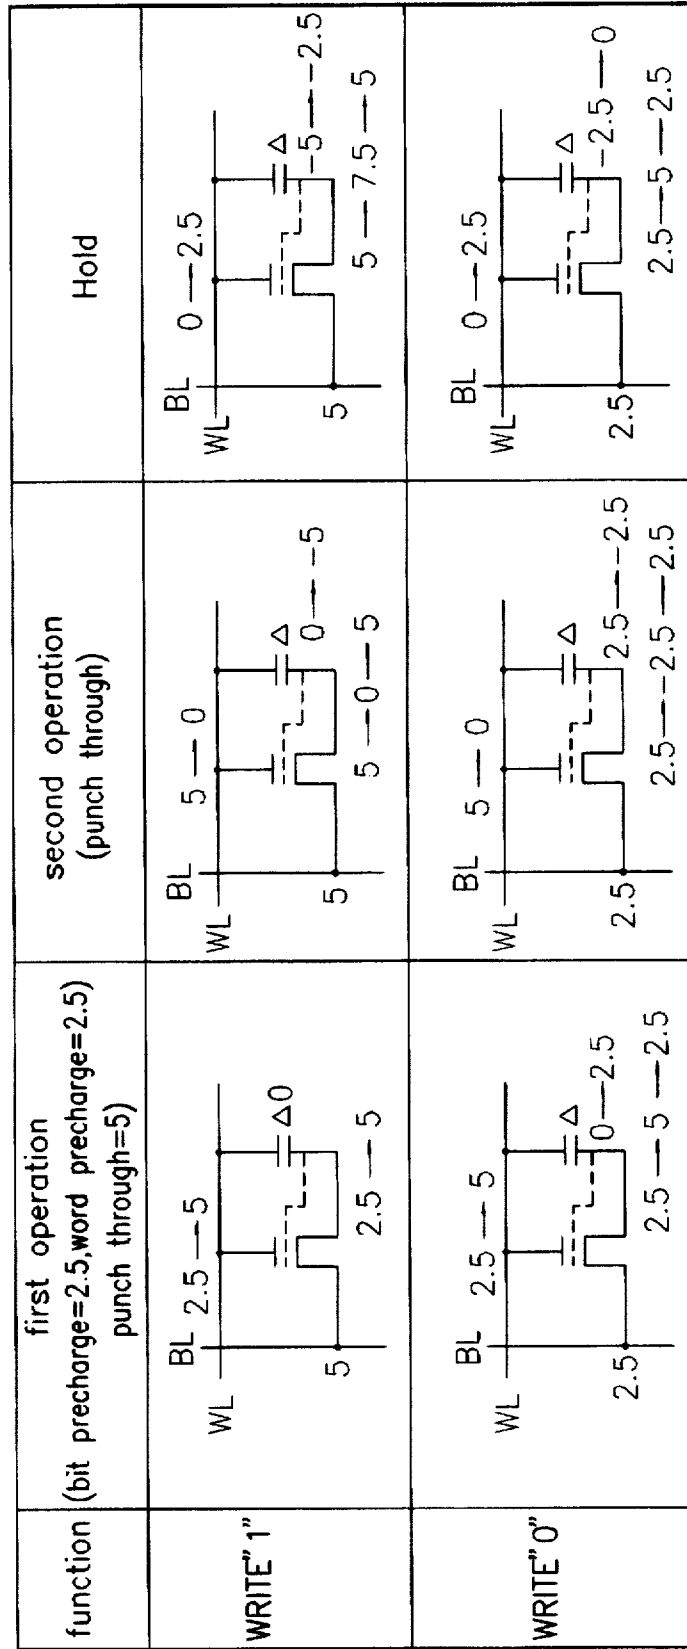 function
first operation
(bit precharge=2.5,word precharge=2.5)
punch through=5)
second operation
(punch through)
Hold
WRITE"1"
BL
WL
2.5→5
Δ0
5
2.5→5
BL
WL
5→0
Δ
0→-5
5
5→0→5
BL
WL
0→2.5
Δ
-5→-2.5
5
5→7.5→5
WRITE"0"
BL
WL
2.5→5
Δ
0→2.5
2.5
2.5→5→2.5
BL
WL
5→0
Δ
2.5→-2.5
2.5
2.5→-2.5→2.5
BL
WL
0→2.5
Δ
-2.5→0
2.5
2.5→5→2.5